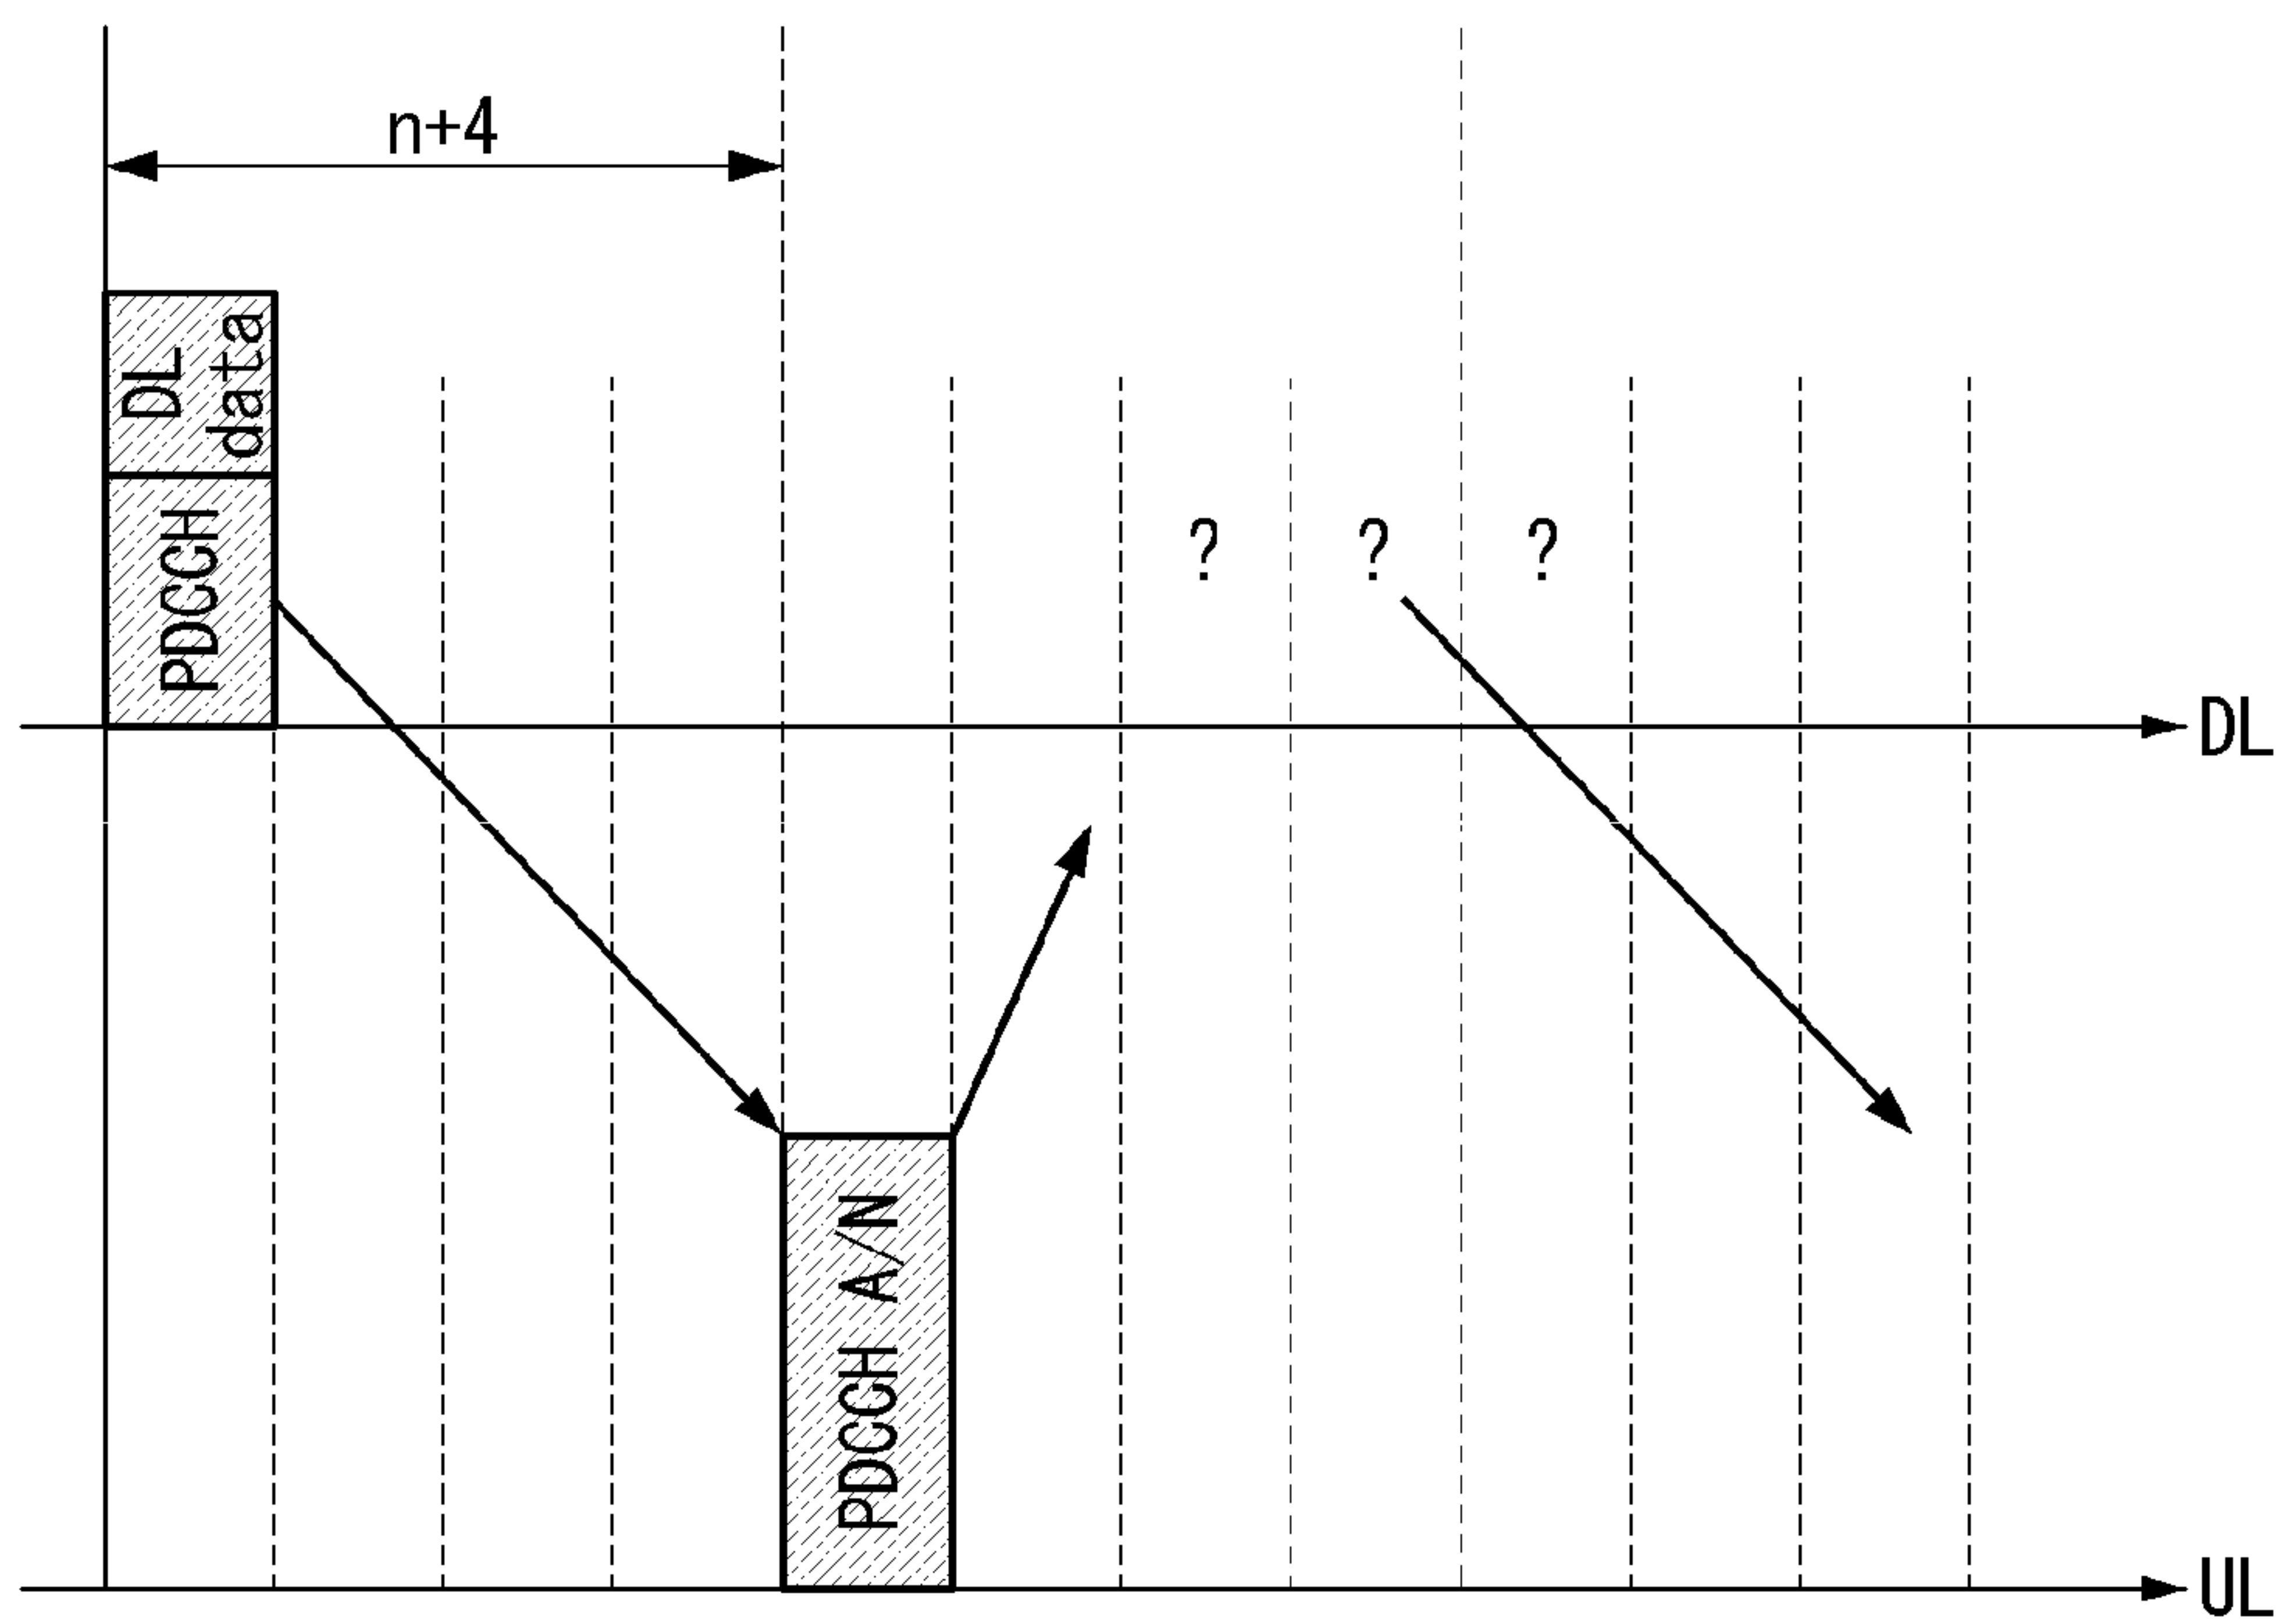 n+4
DL
data
PDCCH
? ? ?
DL
PDCCH A/N
UL